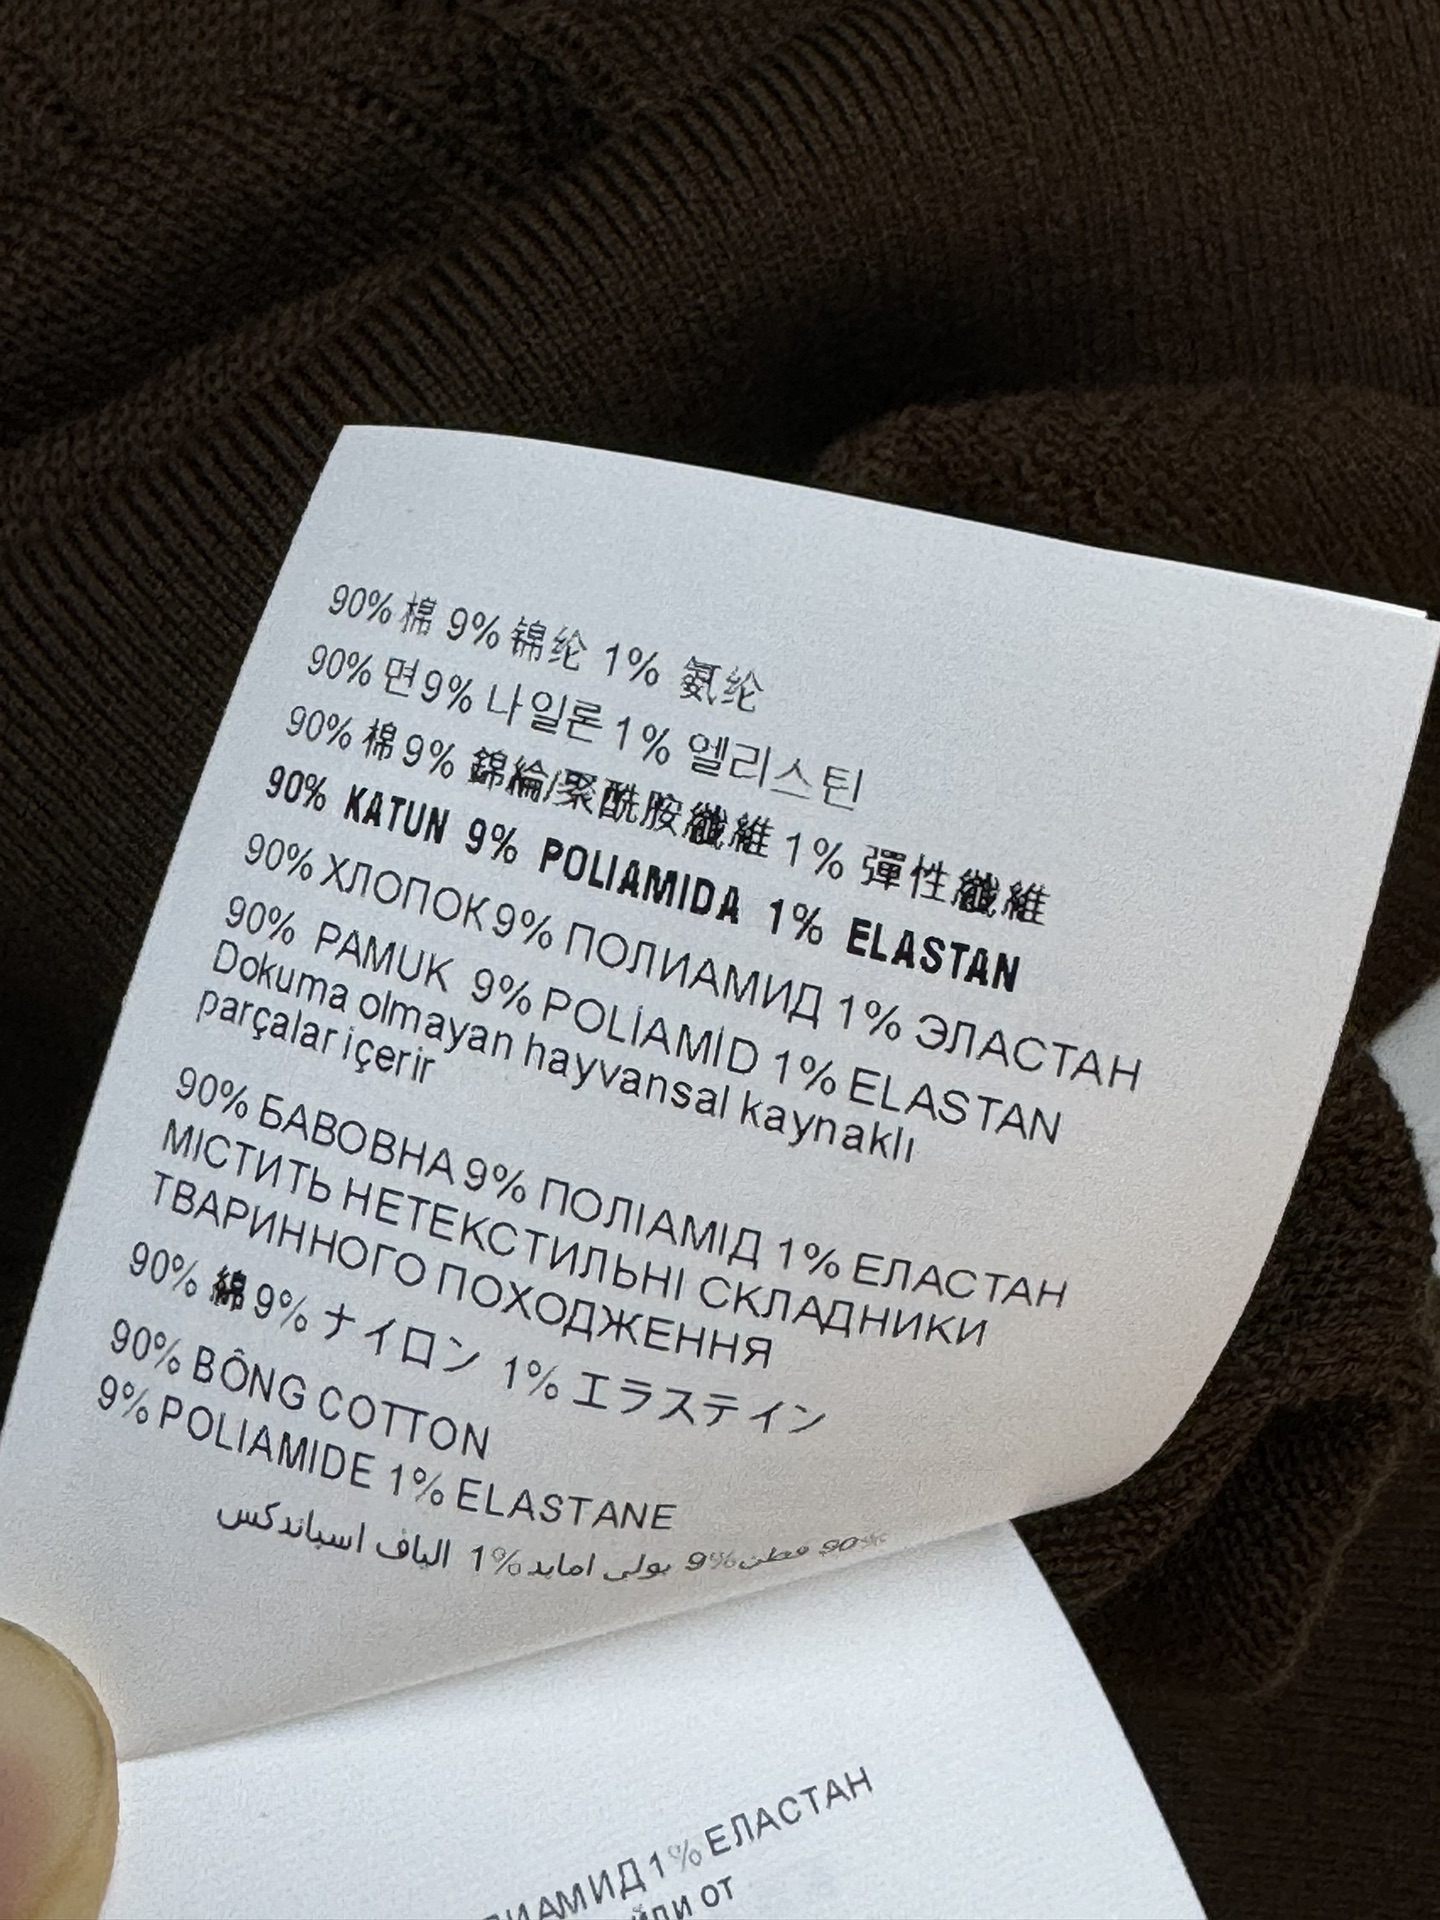 90% 棉 9% 锦纶 1% 氨纶
90% 면 9% 나일론 1% 엘리스틴
90% 棉 9% 錦綸/聚酰胺纖維 1% 彈性纖維
90% KATUN 9% POLIAMIDA 1% ELASTAN
90% ХЛОПОК 9% ПОЛИАМИД 1% ЭЛАСТАН
90% PAMUK 9% POLİAMİD 1% ELASTAN
Dokuma olmayan hayvansal kaynaklı
parçalar içerir
90% БАВОВНА 9% ПОЛІАМІД 1% ЕЛАСТАН
МІСТИТЬ НЕТЕКСТИЛЬНІ СКЛАДНИКИ
ТВАРИННОГО ПОХОДЖЕННЯ
90% 綿 9% ナイロン 1% エラステイン
90% BÔNG COTTON
9% POLIAMIDE 1% ELASTANE
90% قطن 9% بولى امايد 1% الياف اسباندكس
1% ЕЛАСТАН
ОТ